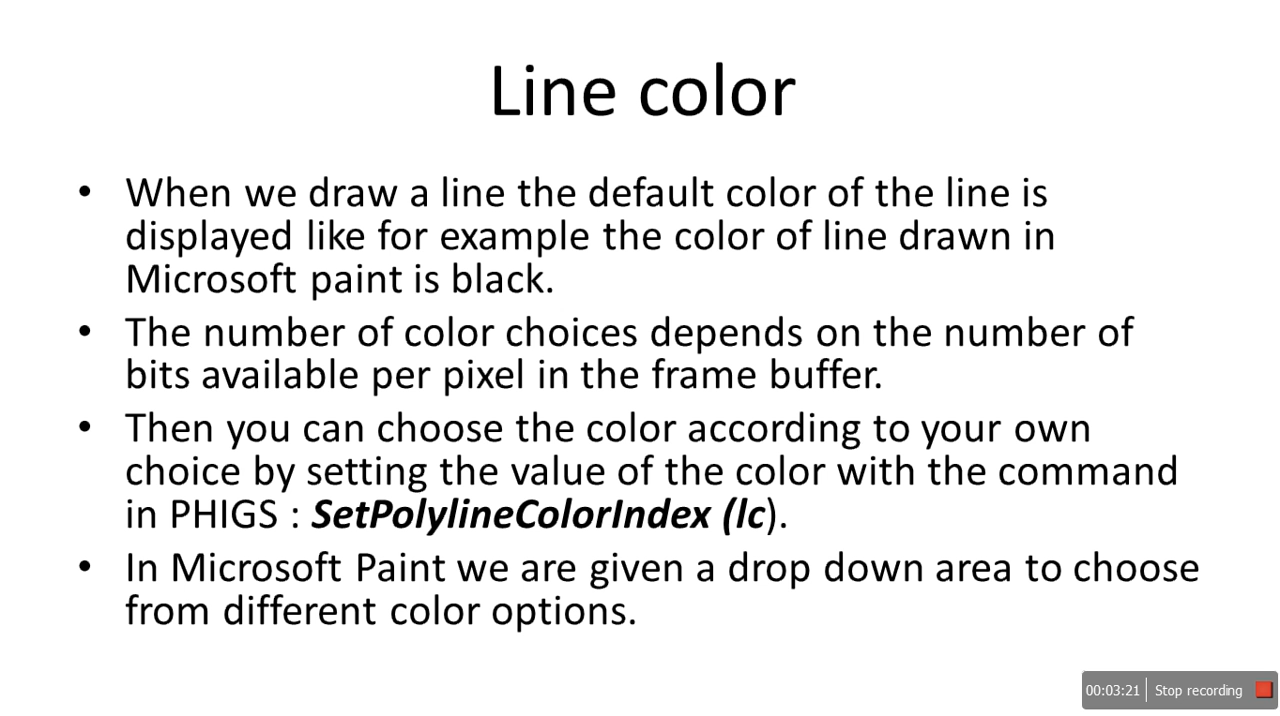 Line color
• When we draw a line the default color of the line is
displayed like for example the color of line drawn in
Microsoft paint is black.
• The number of color choices depends on the number of
bits available per pixel in the frame buffer.
• Then you can choose the color according to your own
choice by setting the value of the color with the command
in PHIGS : SetPolylineColorIndex (lc).
• In Microsoft Paint we are given a drop down area to choose
from different color options.
00:03:21 Stop recording